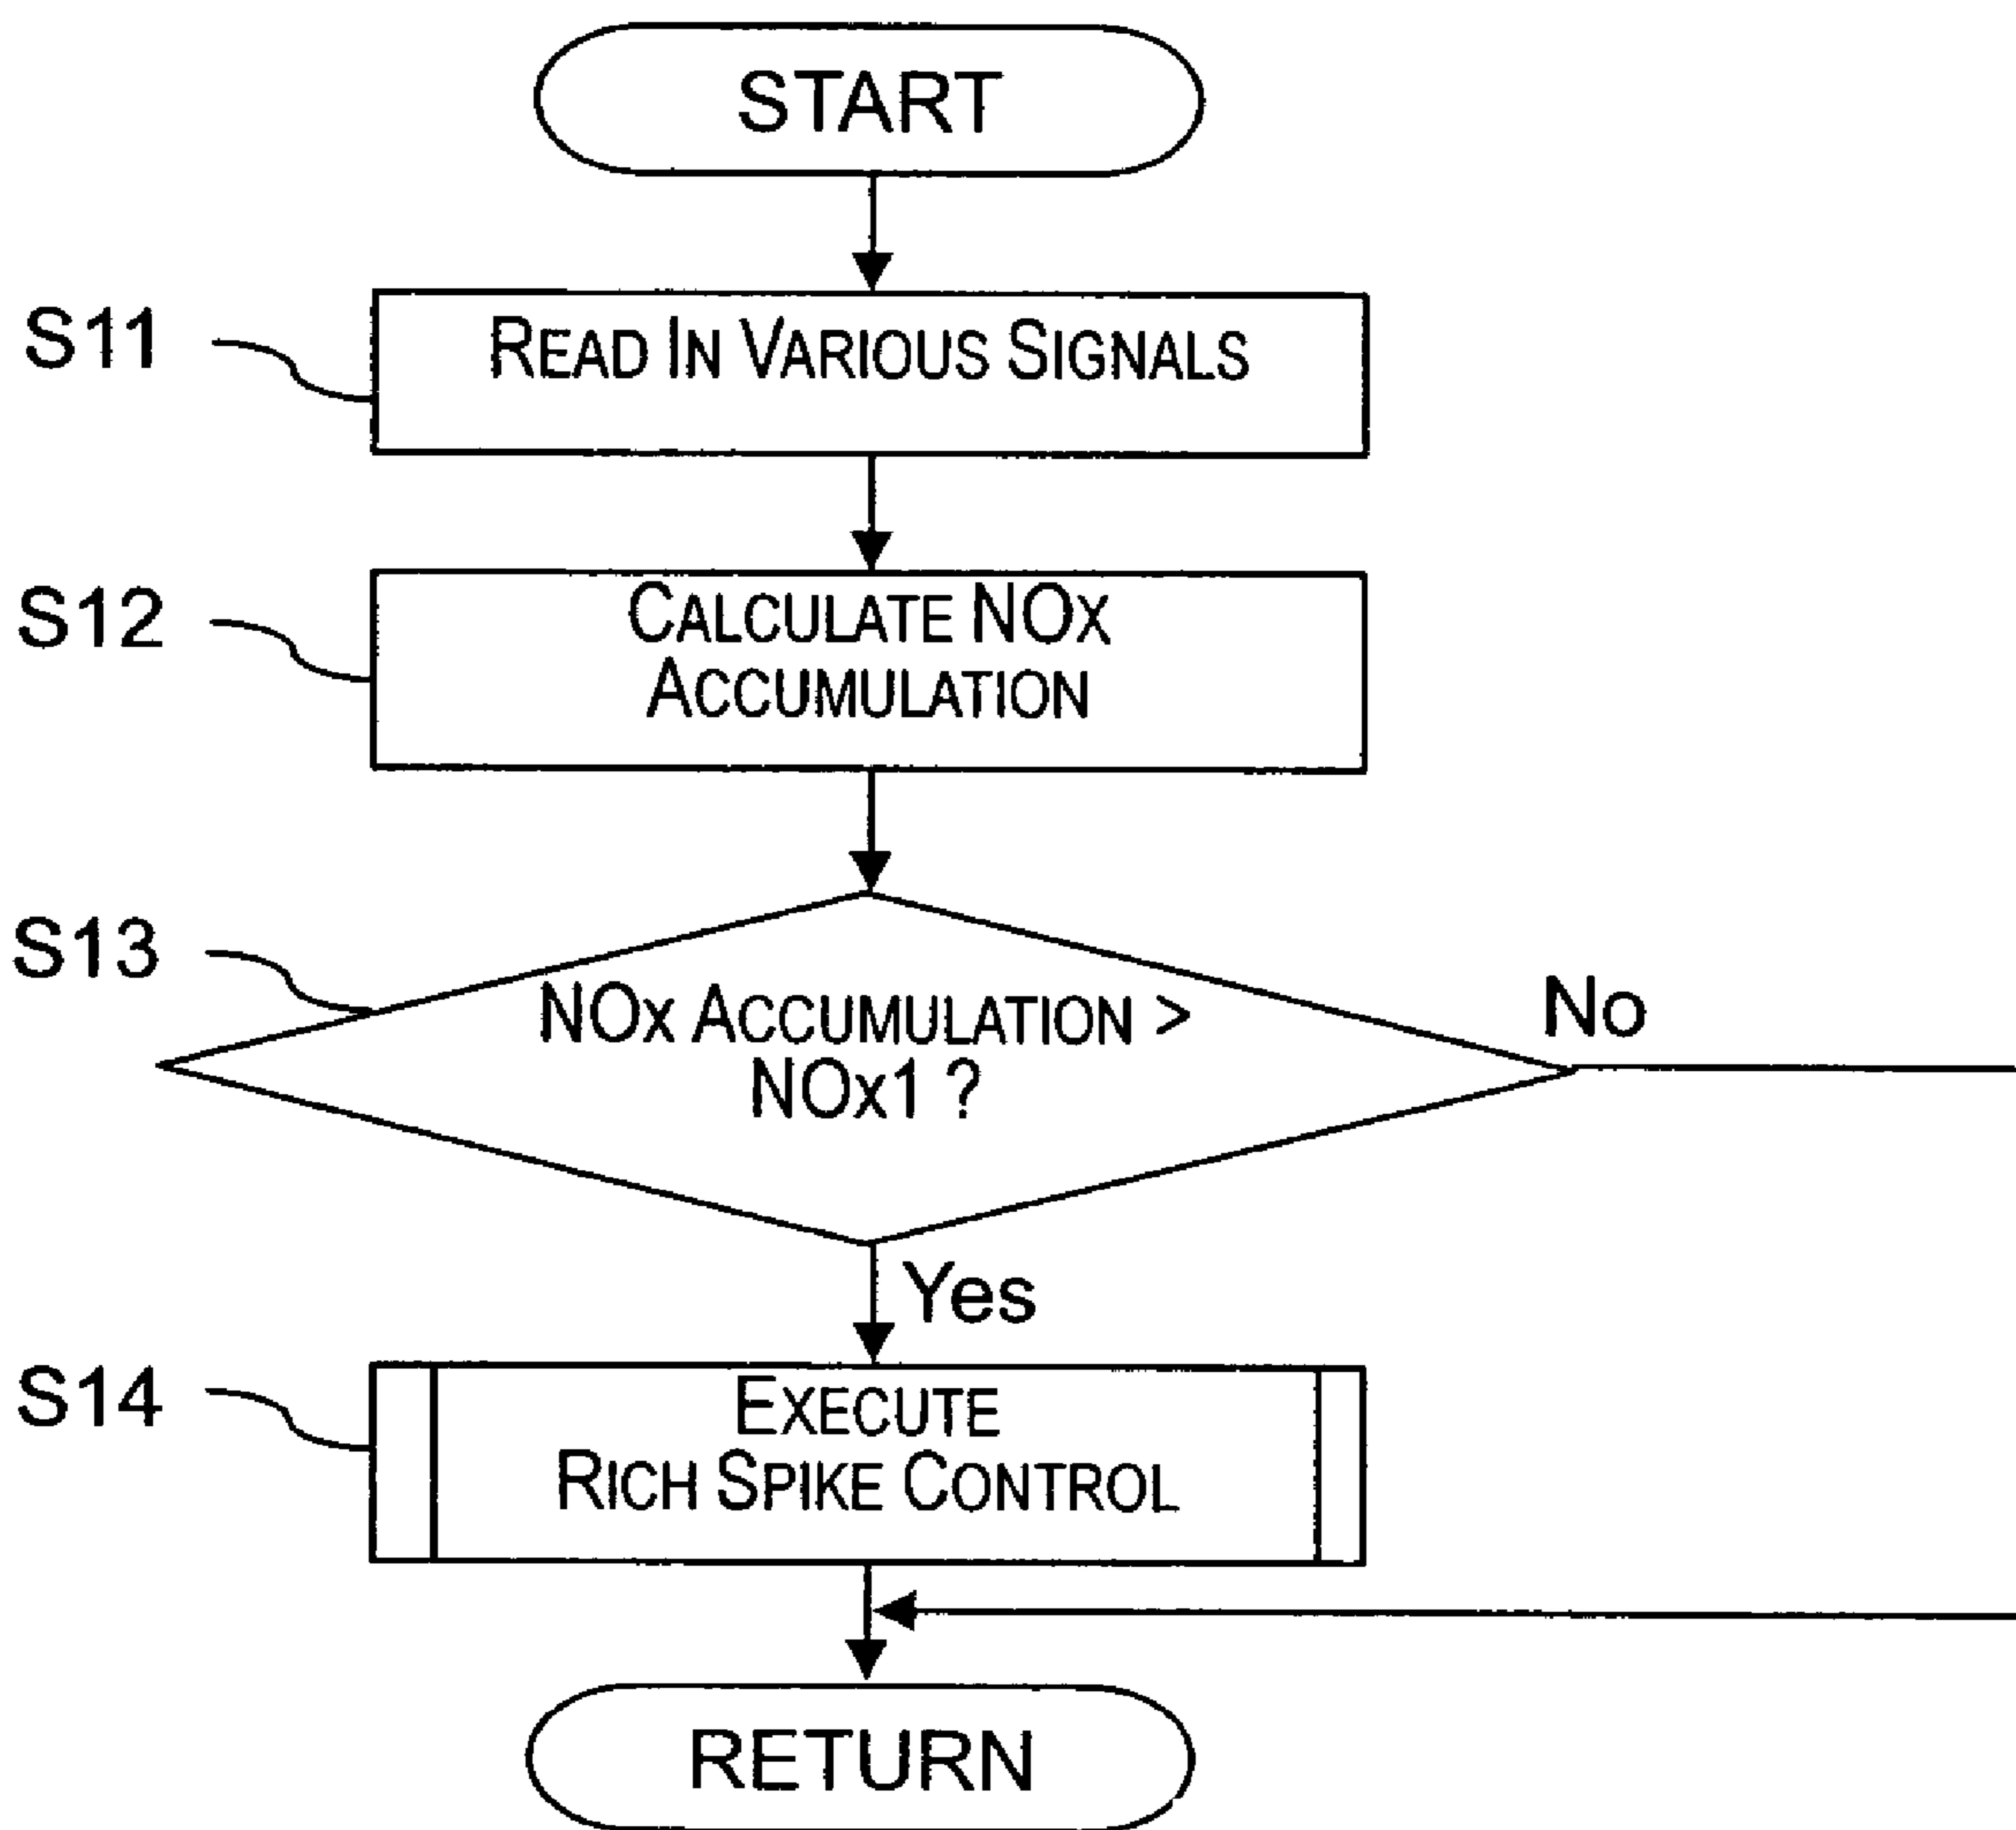 START
S11
READ IN VARIOUS SIGNALS
S12
CALCULATE NOX
ACCUMULATION
S13
NOx ACCUMULATION >
NOx1 ?
No
Yes
S14
EXECUTE
RICH SPIKE CONTROL
RETURN